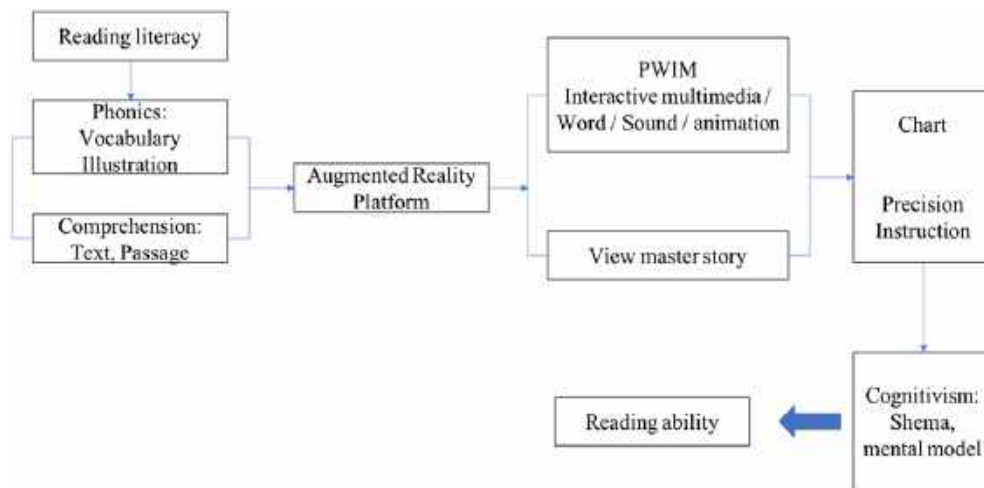 Reading literacy
Phonics:
Vocabulary
Illustration
Comprehension:
Text, Passage
Augmented Reality
Platform
PWIM
Interactive multimedia /
Word / Sound / animation
View master story
Chart
Precision
Instruction
Cognitivism:
Shema,
mental model
Reading ability